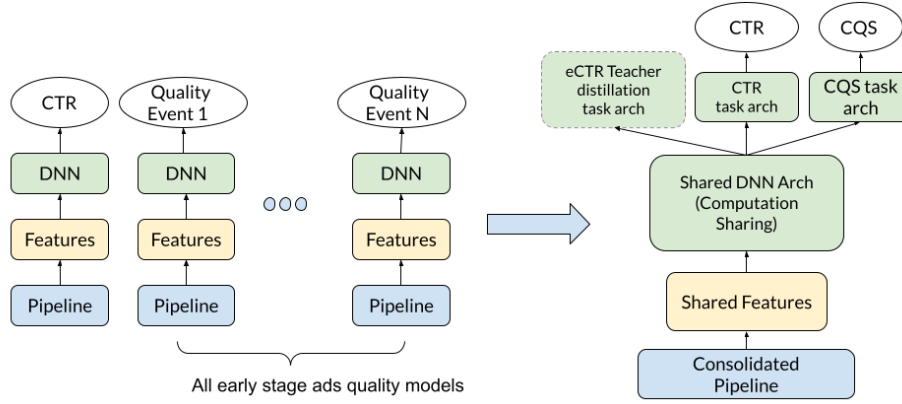 CTR
Quality
Event 1
Quality
Event N
DNN
DNN
DNN
Features
Features
Features
Pipeline
Pipeline
Pipeline
All early stage ads quality models
CTR
CQS
eCTR Teacher
distillation
task arch
CTR
task arch
CQS task
arch
Shared DNN Arch
(Computation
Sharing)
Shared Features
Consolidated
Pipeline